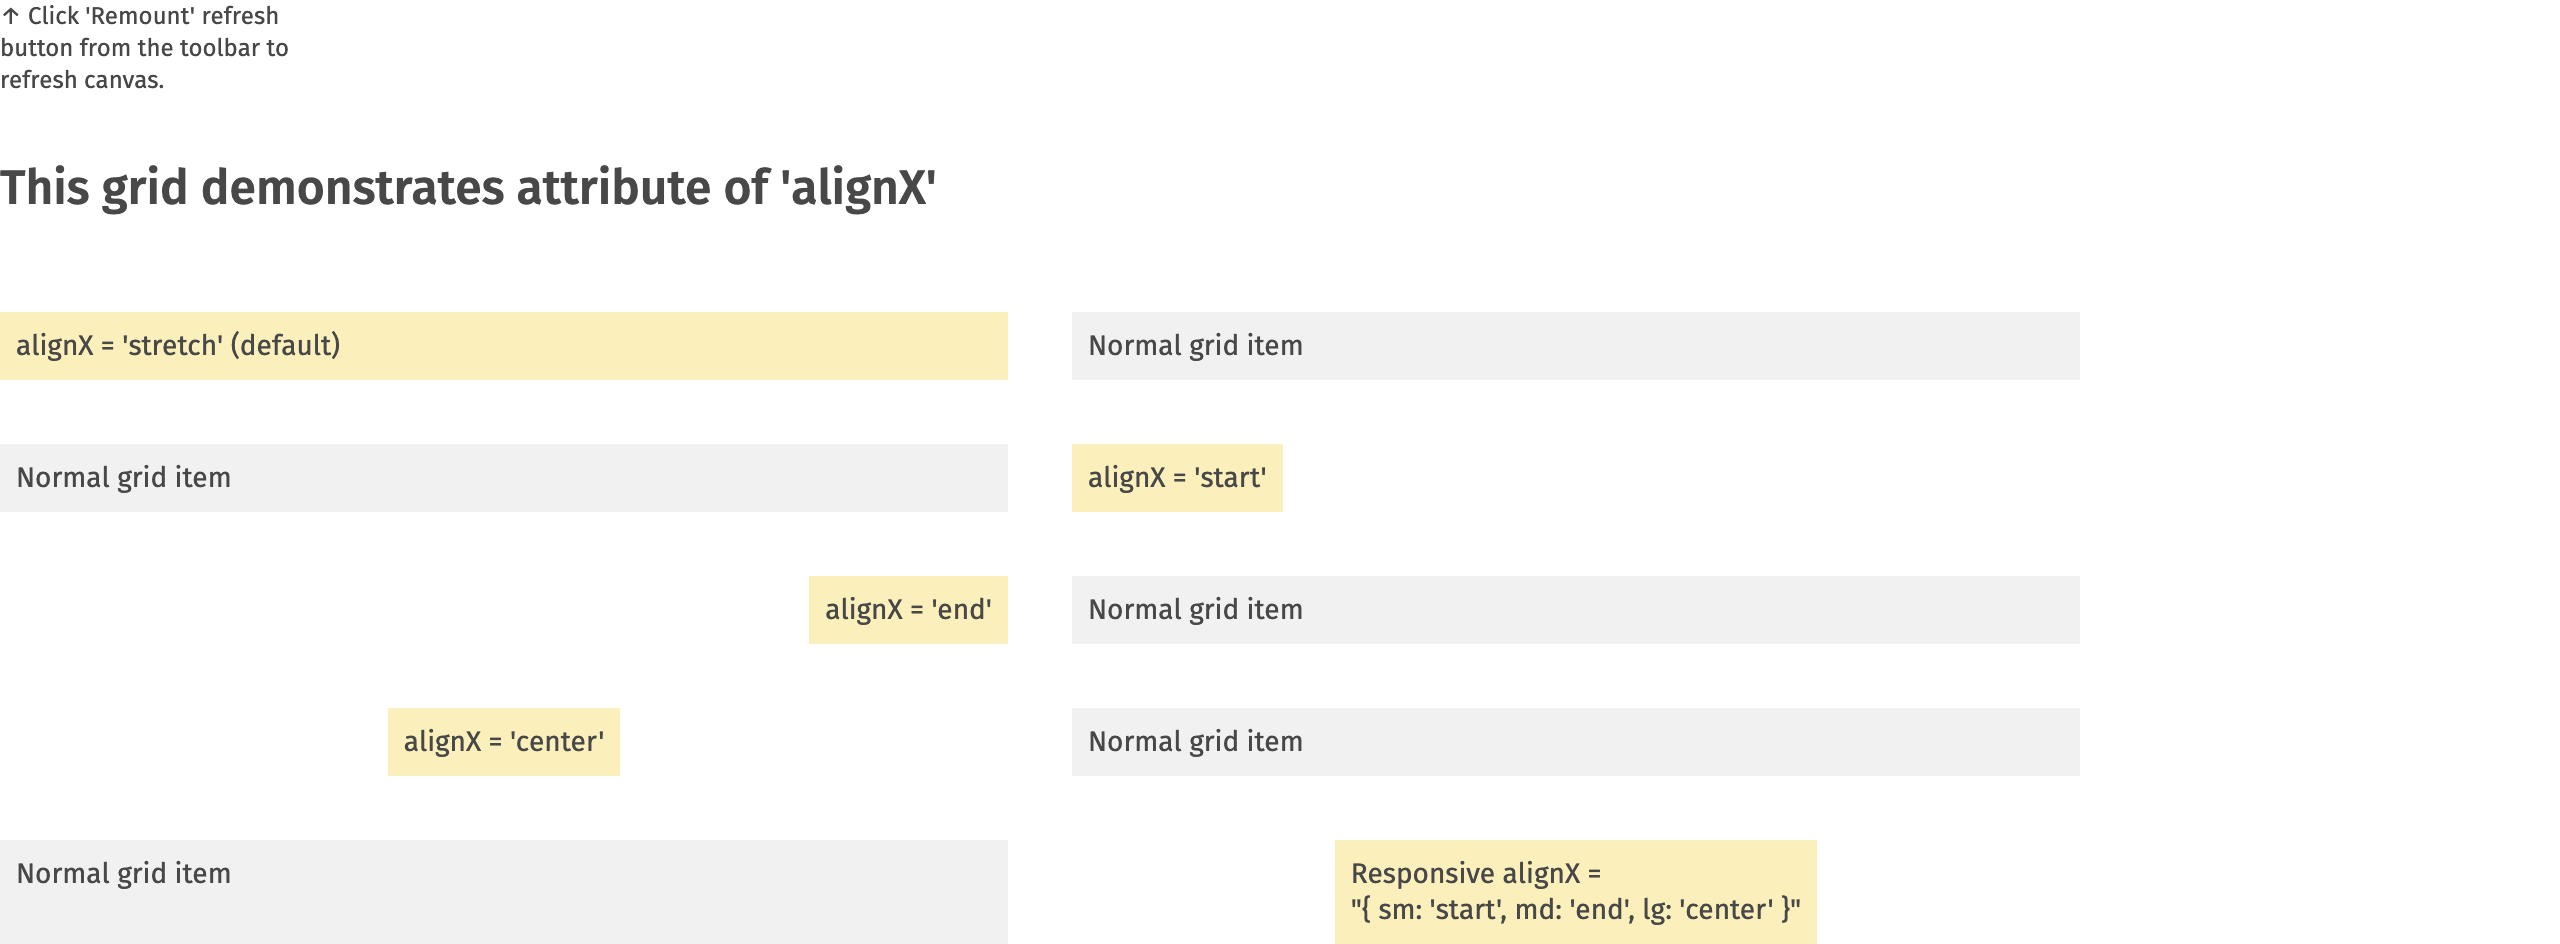 ↑ Click 'Remount' refresh
button from the toolbar to
refresh canvas.
This grid demonstrates attribute of 'alignX'
alignX = 'stretch' (default)
Normal grid item
Normal grid item
alignX = 'start'
alignX = 'end'
Normal grid item
alignX = 'center'
Normal grid item
Normal grid item
Responsive alignX =
"{ sm: 'start', md: 'end', lg: 'center' }"